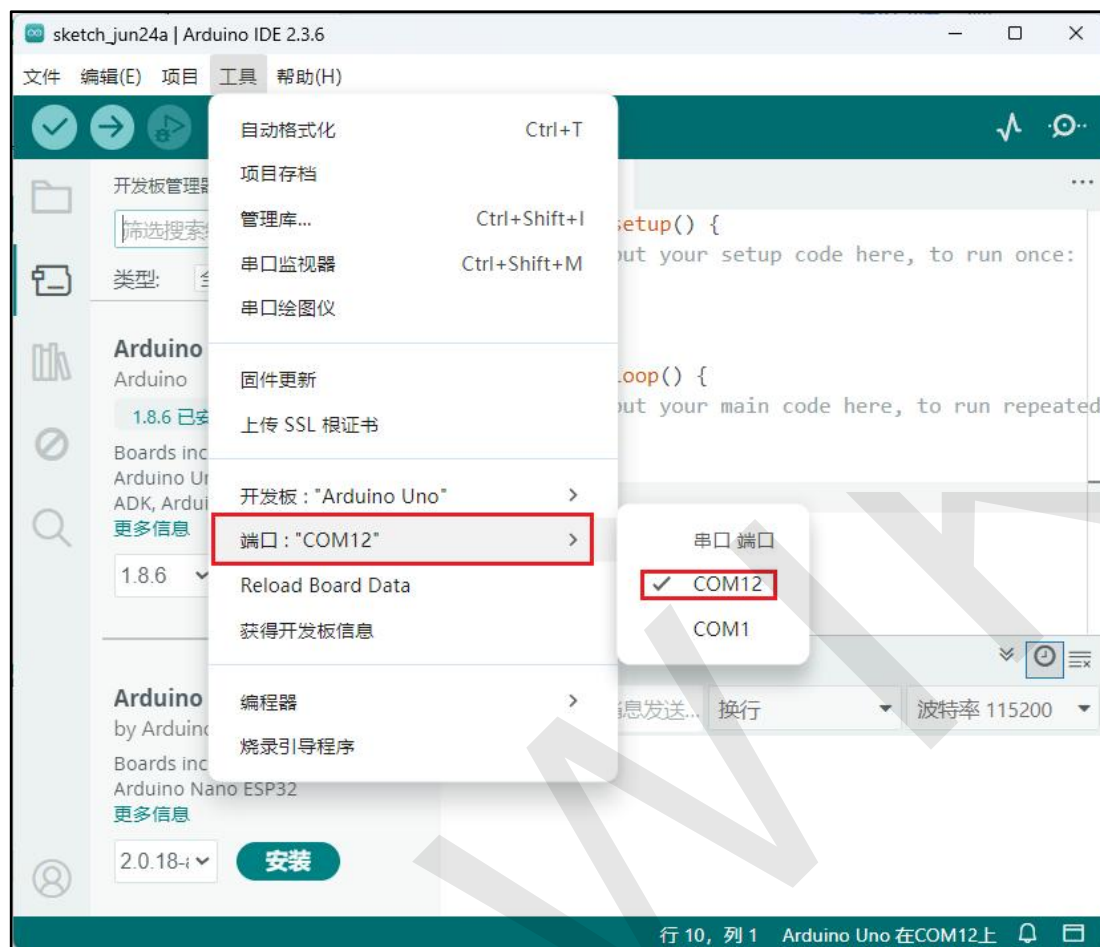 sketch_jun24a | Arduino IDE 2.3.6
文件 编辑(E) 项目 工具 帮助(H)
开发板管理器
筛选搜索
类型:
Arduino
Arduino
1.8.6 已安
Boards inc
Arduino Un
ADK, Ardui
更多信息
1.8.6
Arduino
by Arduino
Boards inc
Arduino Nano ESP32
更多信息
2.0.18-a
安装
自动格式化 Ctrl+T
项目存档
管理库... Ctrl+Shift+I
串口监视器 Ctrl+Shift+M
串口绘图仪
固件更新
上传 SSL 根证书
开发板 : "Arduino Uno"
端口 : "COM12"
Reload Board Data
获得开发板信息
编程器
烧录引导程序
串口 端口
COM12
COM1
setup() {
put your setup code here, to run once:
loop() {
put your main code here, to run repeated
息发送... 换行 波特率 115200
行 10，列 1 Arduino Uno 在COM12上